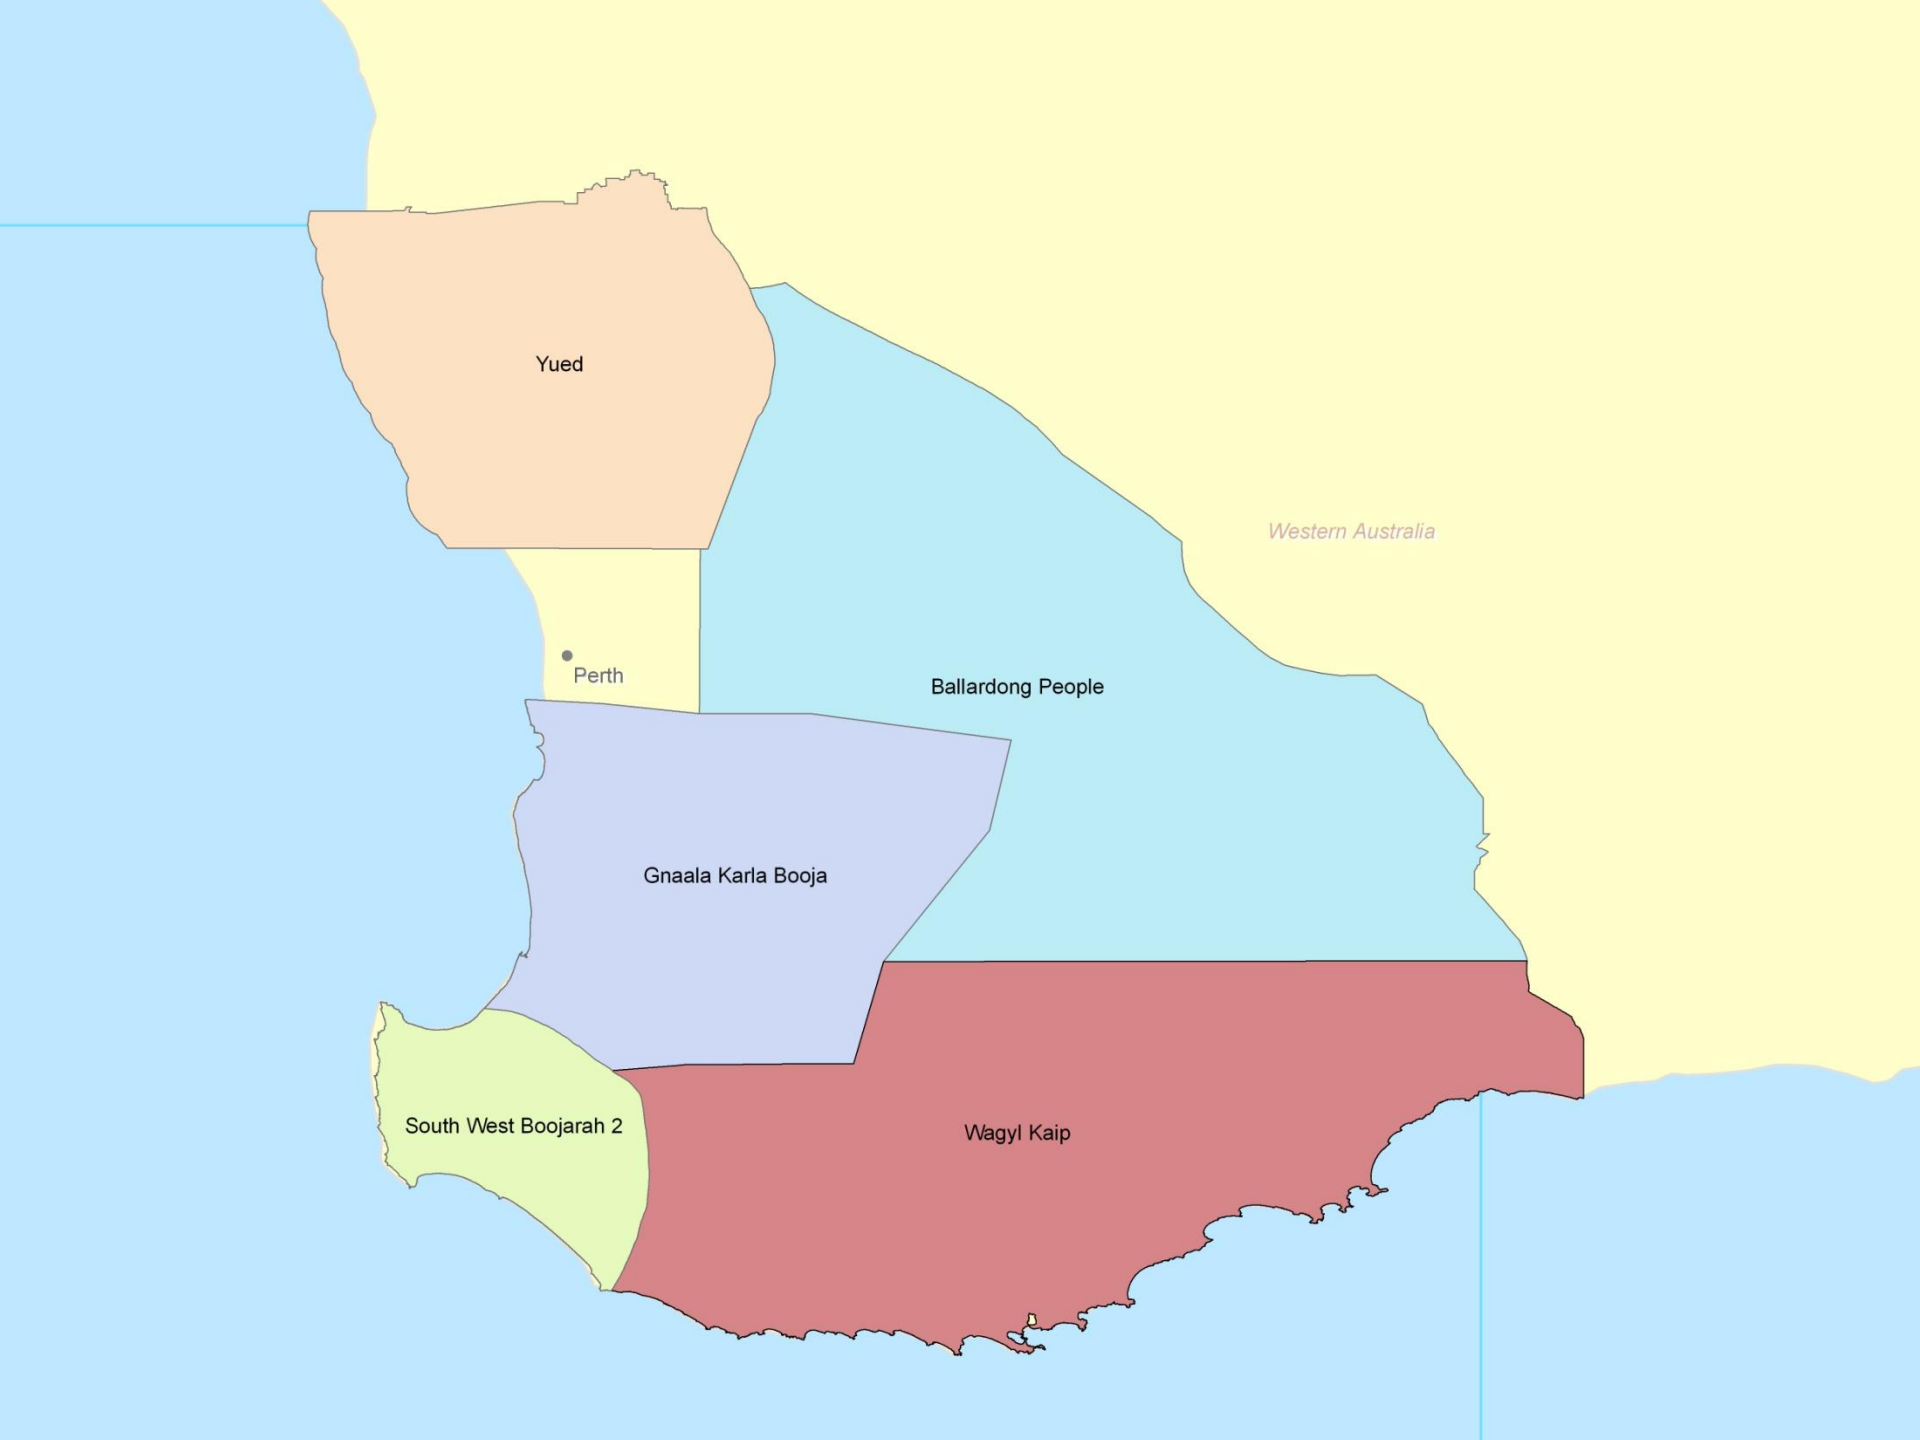 Yued
Western Australia
Perth
Ballardong People
Gnaala Karla Booja
South West Boojarah 2
Wagyl Kaip